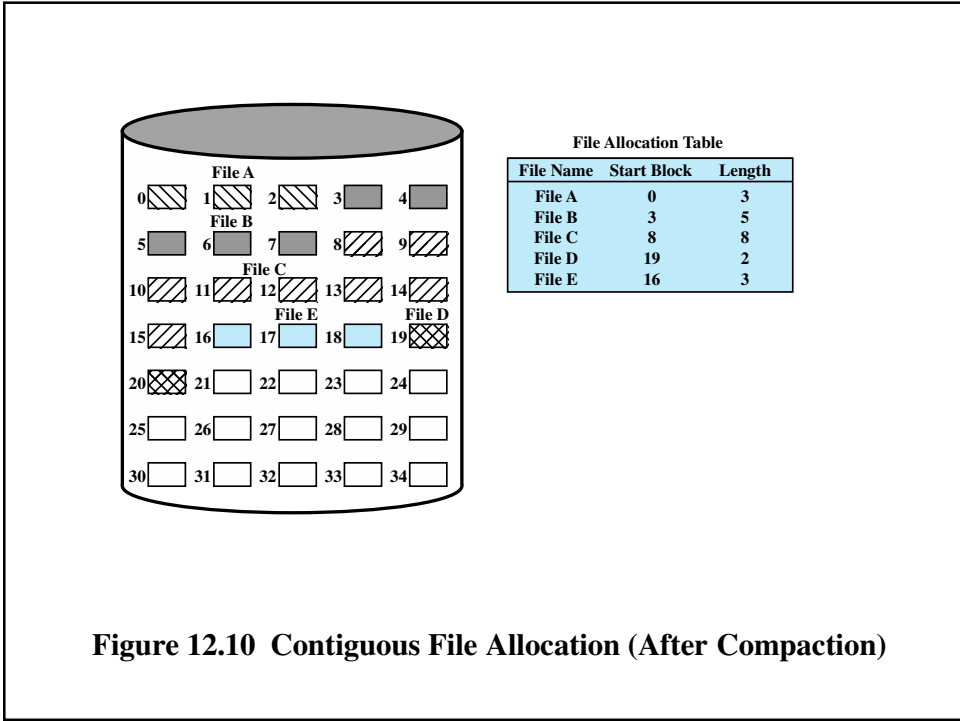 File Allocation Table
File Name Start Block Length
File A 0 3
File B 3 5
File C 8 8
File D 19 2
File E 16 3
File A
0 1 2 3 4
File B
5 6 7 8 9
File C
10 11 12 13 14
File E File D
15 16 17 18 19
20 21 22 23 24
25 26 27 28 29
30 31 32 33 34
Figure 12.10 Contiguous File Allocation (After Compaction)